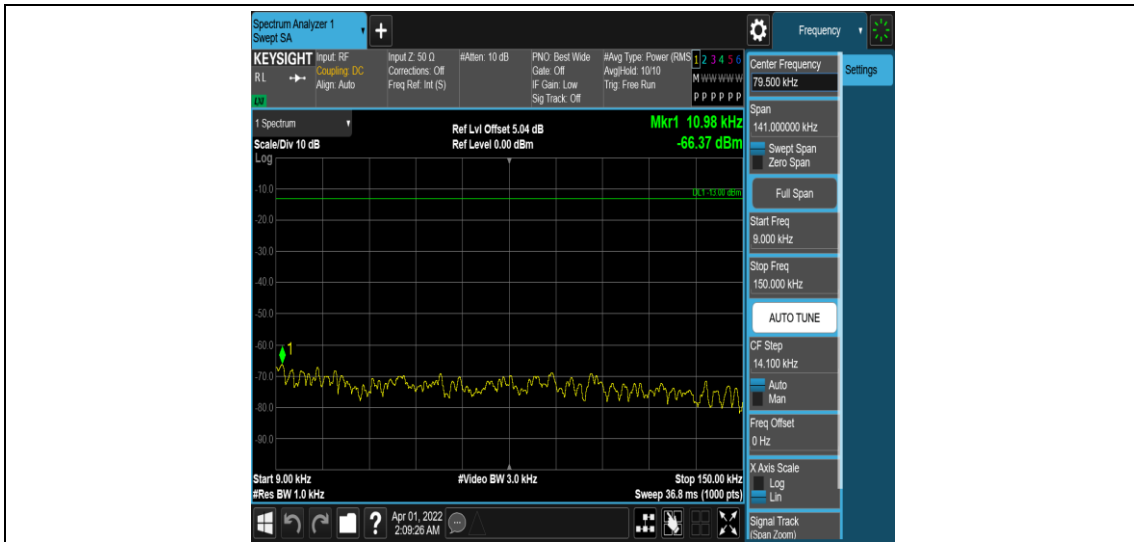 Spectrum Analyzer 1
Swept SA
Frequency
KEYSIGHT
RL
Input: RF
Coupling: DC
Align: Auto
Input Z: 50 Ω
Corrections: Off
Freq Ref: Int (S)
#Atten: 10 dB
PNO: Best Wide
Gate: Off
IF Gain: Low
Sig Track: Off
#Avg Type: Power (RMS
Avg|Hold: 10/10
Trig: Free Run
1 2 3 4 5 6
M W W W W W
P P P P P P
1 Spectrum
Scale/Div 10 dB
Ref Lvl Offset 5.04 dB
Ref Level 0.00 dBm
Mkr1 10.98 kHz
-66.37 dBm
Log
DL1 -13.00 dBm
-10.0
-20.0
-30.0
-40.0
-50.0
-60.0
1
-70.0
-80.0
-90.0
Start 9.00 kHz
#Res BW 1.0 kHz
#Video BW 3.0 kHz
Stop 150.00 kHz
Sweep 36.8 ms (1000 pts)
Center Frequency
79.500 kHz
Settings
Span
141.000000 kHz
Swept Span
Zero Span
Full Span
Start Freq
9.000 kHz
Stop Freq
150.000 kHz
AUTO TUNE
CF Step
14.100 kHz
Auto
Man
Freq Offset
0 Hz
X Axis Scale
Log
Lin
Signal Track
(Span Zoom)
Apr 01, 2022
2:09:26 AM